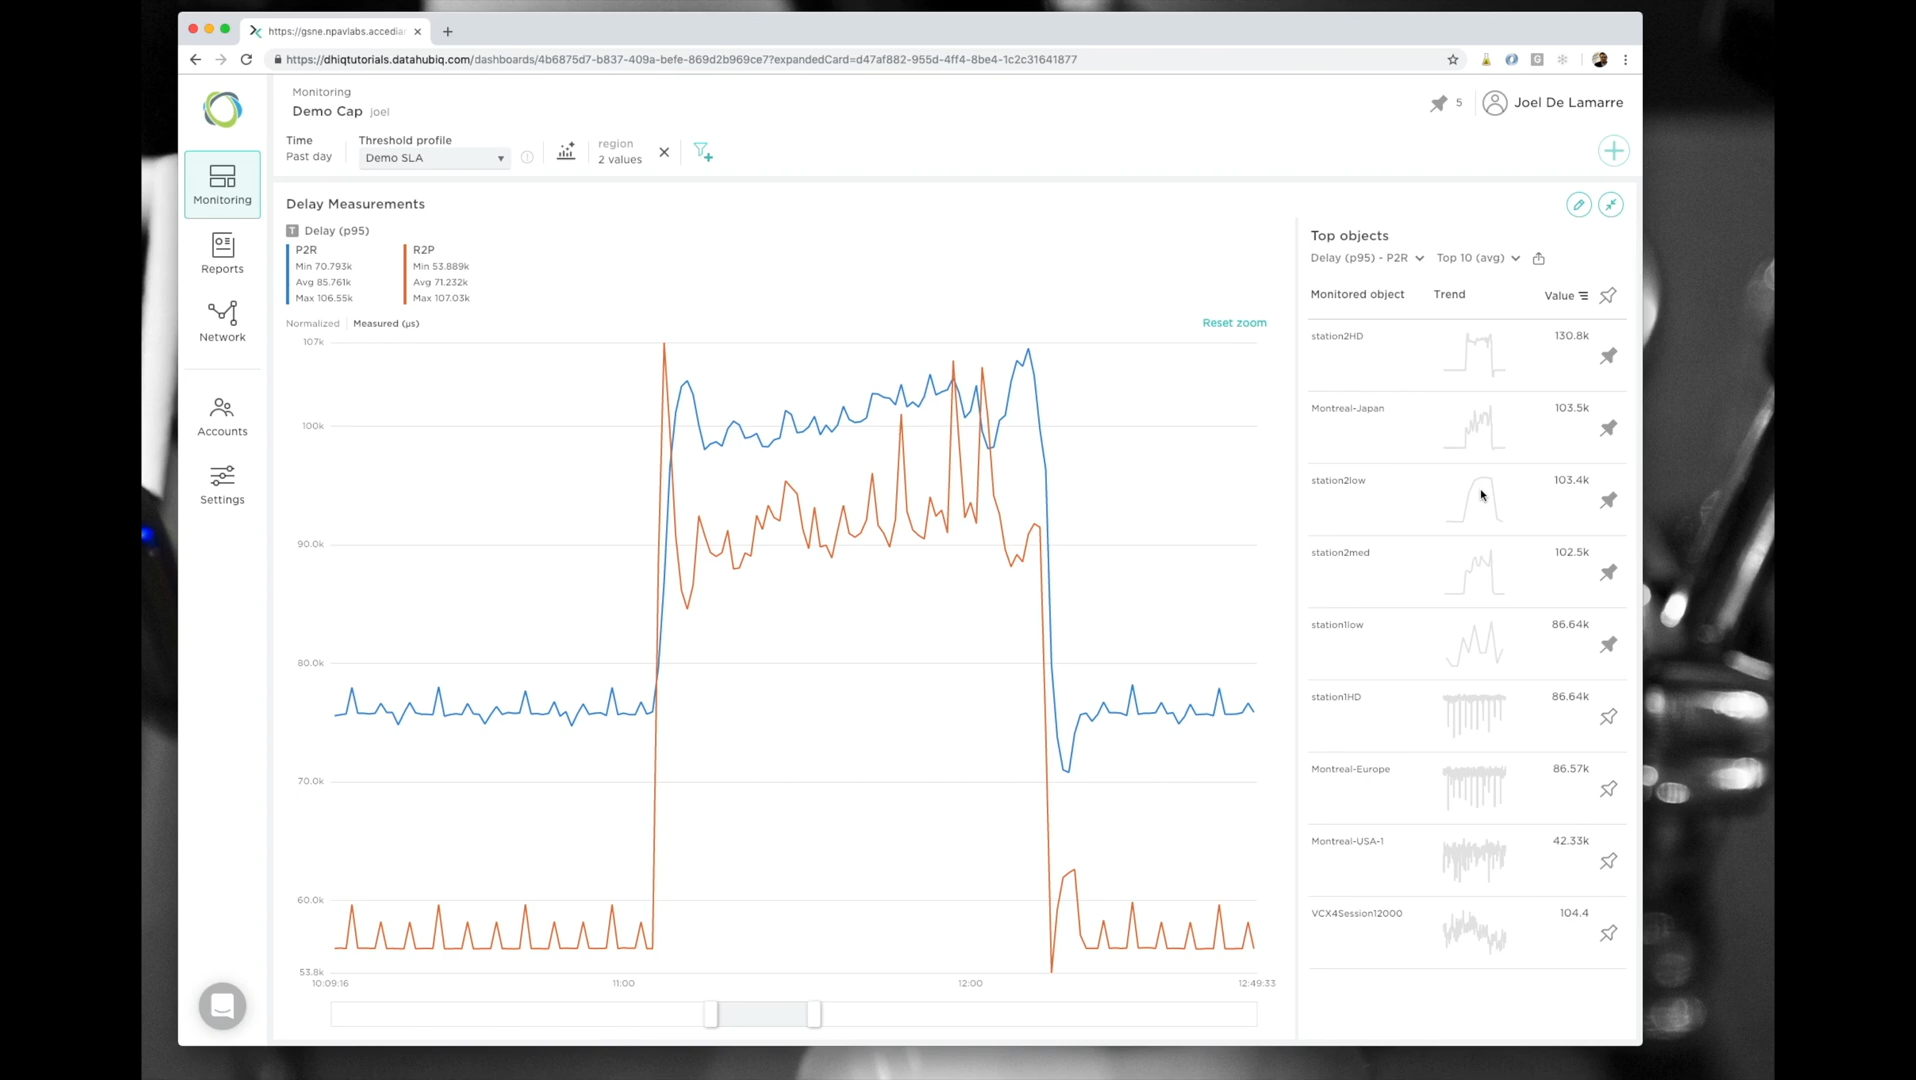 https://gsne.npavlabs.accedia
https://dhiqtutorials.datahubiq.com/dashboards/4b6875d7-b837-409a-befe-869d2b969ce7?expandedCard=d47af882-955d-4ff4-8be4-1c2c31641877
Monitoring
Demo Cap joel
5 Joel De Lamarre
Time
Past day
Threshold profile
Demo SLA
region
2 values
Monitoring
Reports
Network
Accounts
Settings
Delay Measurements
T Delay (p95)
P2R
Min 70.793k
Avg 85.761k
Max 106.55k
R2P
Min 53.889k
Avg 71.232k
Max 107.03k
Normalized Measured (µs)
Reset zoom
107k
100k
90.0k
80.0k
70.0k
60.0k
53.8k
10:09:16 11:00 12:00 12:49:33
Top objects
Delay (p95) - P2R Top 10 (avg)
Monitored object Trend Value
station2HD 130.8k
Montreal-Japan 103.5k
station2low 103.4k
station2med 102.5k
station1low 86.64k
station1HD 86.64k
Montreal-Europe 86.57k
Montreal-USA-1 42.33k
VCX4Session12000 104.4